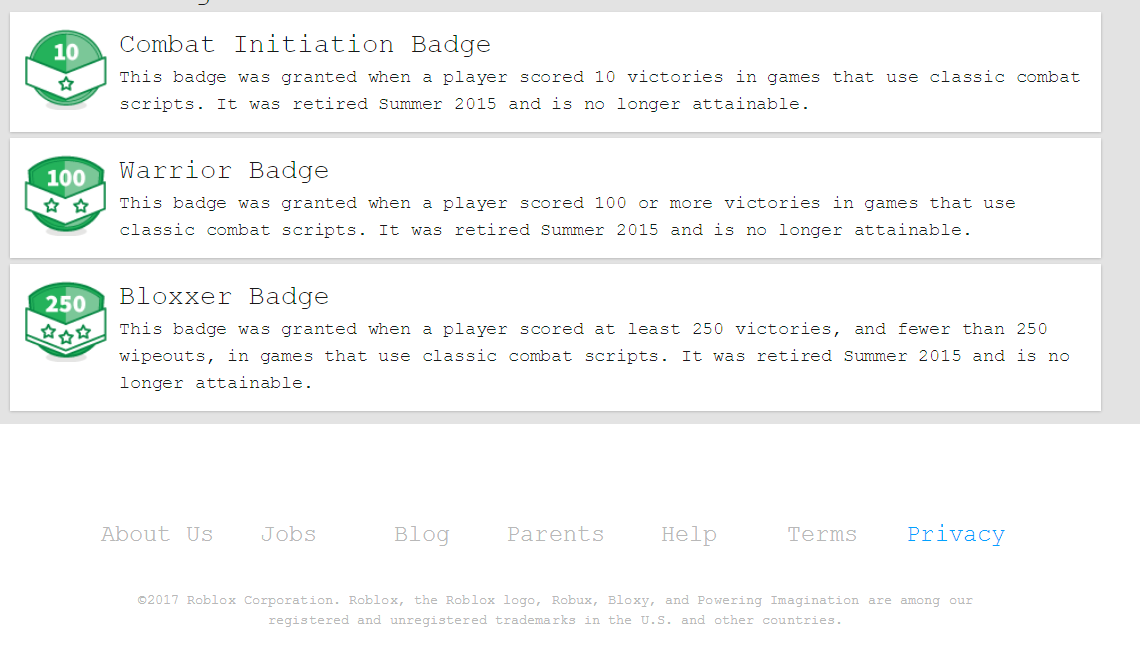 10
Combat Initiation Badge
This badge was granted when a player scored 10 victories in games that use classic combat
scripts. It was retired Summer 2015 and is no longer attainable.
100
Warrior Badge
This badge was granted when a player scored 100 or more victories in games that use
classic combat scripts. It was retired Summer 2015 and is no longer attainable.
250
Bloxxer Badge
This badge was granted when a player scored at least 250 victories, and fewer than 250
wipeouts, in games that use classic combat scripts. It was retired Summer 2015 and is no
longer attainable.
About Us Jobs Blog Parents Help Terms Privacy
©2017 Roblox Corporation. Roblox, the Roblox logo, Robux, Bloxy, and Powering Imagination are among our
registered and unregistered trademarks in the U.S. and other countries.